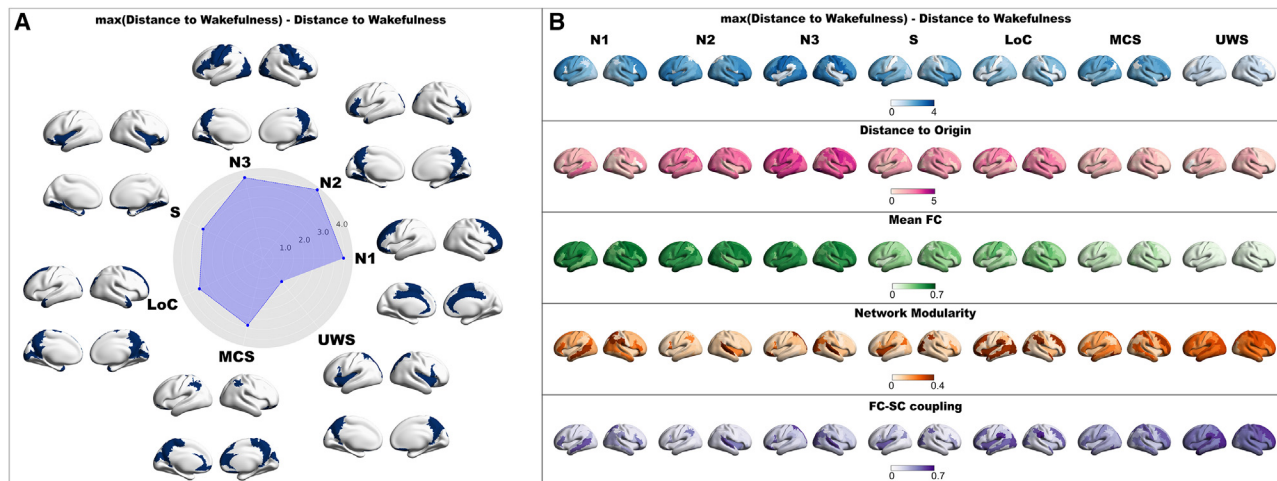 A
max(Distance to Wakefulness) - Distance to Wakefulness
N3
N2
S
4.0
3.0
2.0
1.0
N1
LoC
UWS
MCS
B
max(Distance to Wakefulness) - Distance to Wakefulness
N1 N2 N3 S LoC MCS UWS
0 4
Distance to Origin
0 5
Mean FC
0 0.7
Network Modularity
0 0.4
FC-SC coupling
0 0.7